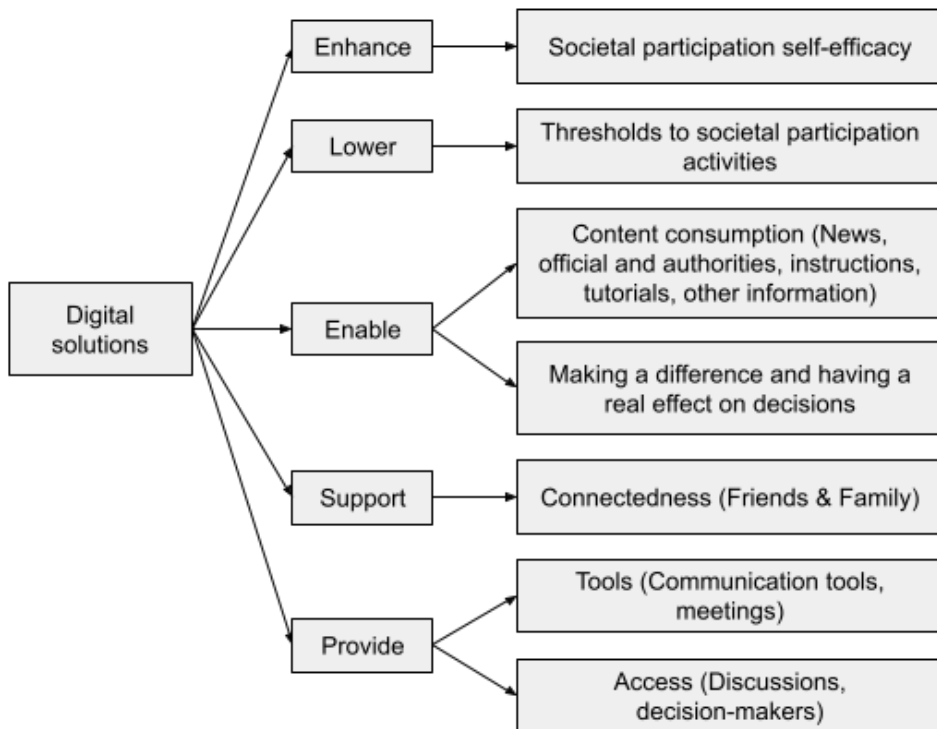 Enhance
Societal participation self-efficacy
Lower
Thresholds to societal participation
activities
Content consumption (News,
official and authorities, instructions,
tutorials, other information)
Digital
solutions
Enable
Making a difference and having a
real effect on decisions
Support
Connectedness (Friends & Family)
Tools (Communication tools,
meetings)
Provide
Access (Discussions,
decision-makers)